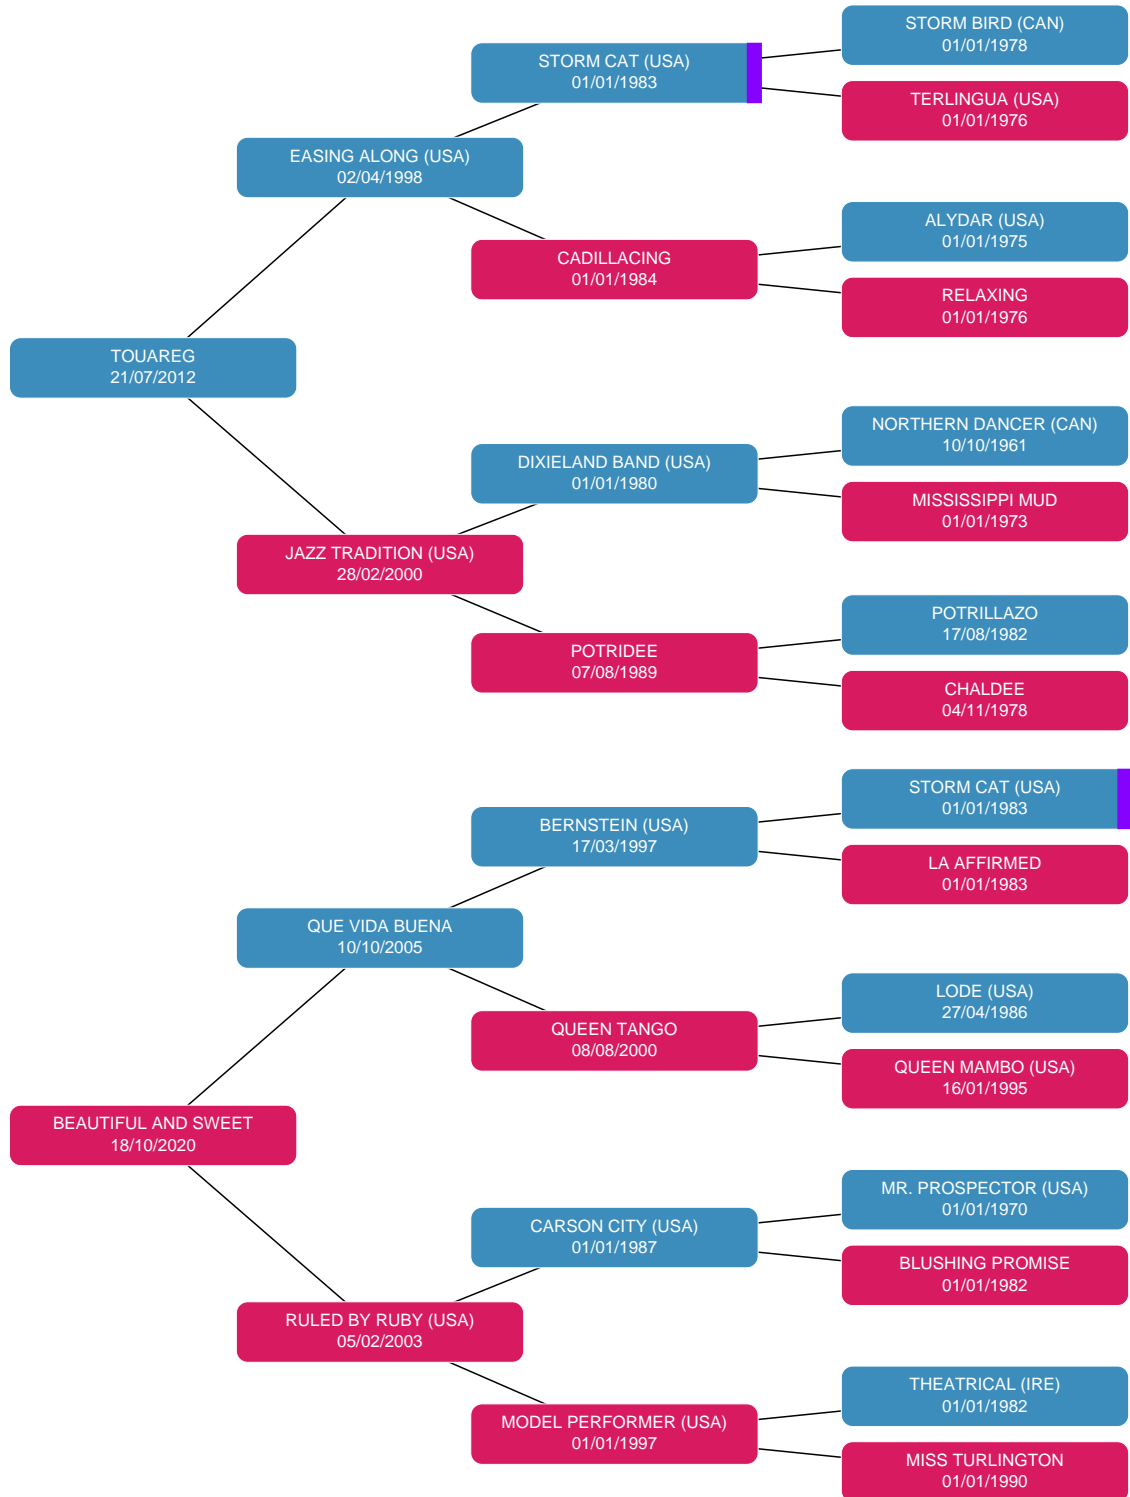 STORM BIRD (CAN)
01/01/1978
STORM CAT (USA)
01/01/1983
TERLINGUA (USA)
01/01/1976
EASING ALONG (USA)
02/04/1998
ALYDAR (USA)
01/01/1975
CADILLACING
01/01/1984
RELAXING
01/01/1976
TOUAREG
21/07/2012
NORTHERN DANCER (CAN)
10/10/1961
DIXIELAND BAND (USA)
01/01/1980
MISSISSIPPI MUD
01/01/1973
JAZZ TRADITION (USA)
28/02/2000
POTRILLAZO
17/08/1982
POTRIDEE
07/08/1989
CHALDEE
04/11/1978
STORM CAT (USA)
01/01/1983
BERNSTEIN (USA)
17/03/1997
LA AFFIRMED
01/01/1983
QUE VIDA BUENA
10/10/2005
LODE (USA)
27/04/1986
QUEEN TANGO
08/08/2000
QUEEN MAMBO (USA)
16/01/1995
BEAUTIFUL AND SWEET
18/10/2020
MR. PROSPECTOR (USA)
01/01/1970
CARSON CITY (USA)
01/01/1987
BLUSHING PROMISE
01/01/1982
RULED BY RUBY (USA)
05/02/2003
THEATRICAL (IRE)
01/01/1982
MODEL PERFORMER (USA)
01/01/1997
MISS TURLINGTON
01/01/1990